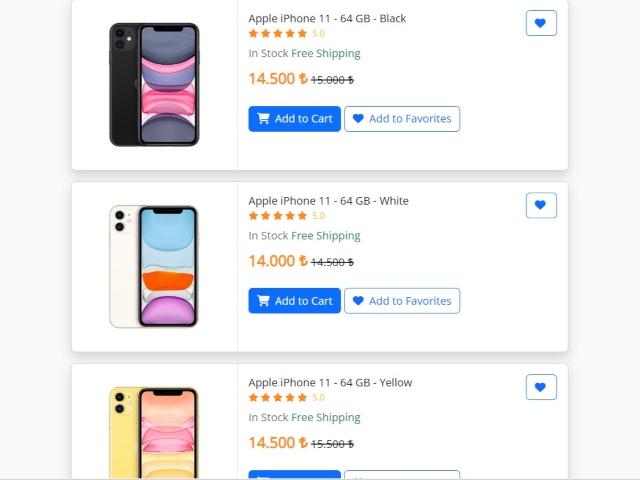 Apple iPhone 11 - 64 GB - Black
5.0
In Stock Free Shipping
14.500 ₺ 15.000 ₺
Add to Cart Add to Favorites
Apple iPhone 11 - 64 GB - White
5.0
In Stock Free Shipping
14.000 ₺ 14.500 ₺
Add to Cart Add to Favorites
Apple iPhone 11 - 64 GB - Yellow
5.0
In Stock Free Shipping
14.500 ₺ 15.500 ₺